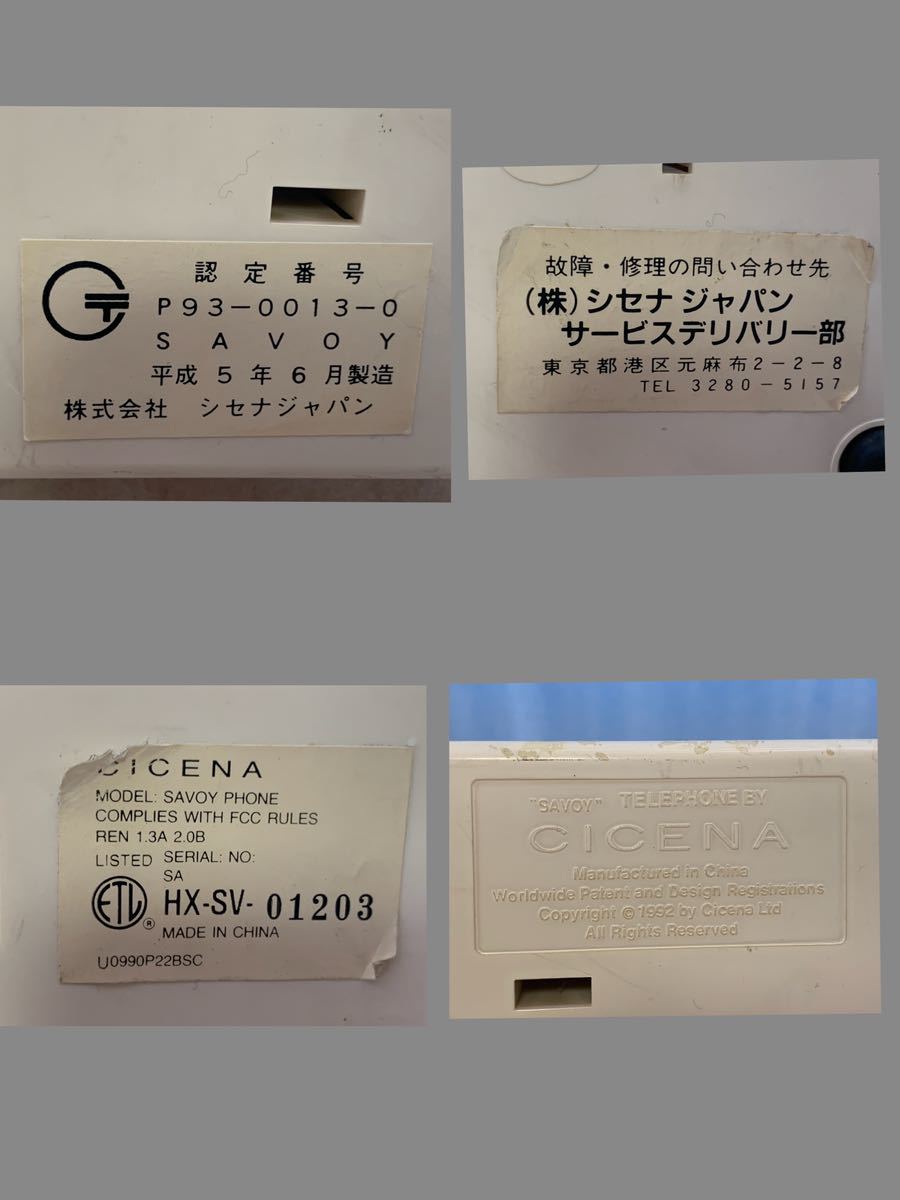 認定番号
P93-0013-0
SAVOY
平成5年6月製造
株式会社 シセナジャパン
故障・修理の問い合わせ先
(株)シセナ ジャパン
サービスデリバリー部
東京都港区元麻布2-2-8
TEL 3280-5157
CICENA
MODEL: SAVOY PHONE
COMPLIES WITH FCC RULES
REN 1.3A 2.0B
LISTED SERIAL: NO:
SA
ETL ® HX-SV- 01203
MADE IN CHINA
U0990P22BSC
"SAVOY" TELEPHONE BY
CICENA
Manufactured in China
Worldwide Patent and Design Registrations
Copyright © 1992 by Cicena Ltd
All Rights Reserved